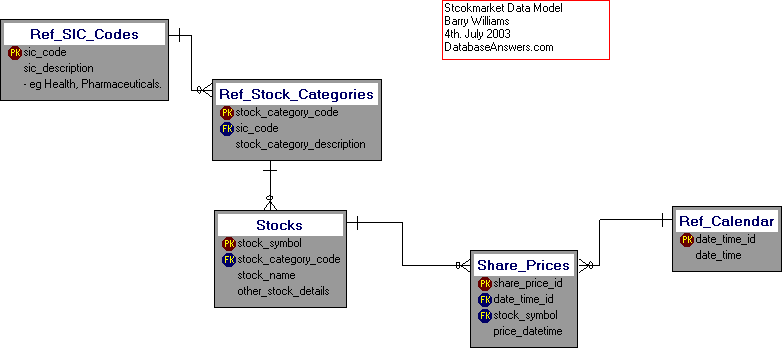 Stcokmarket Data Model
Barry Williams
4th. July 2003
DatabaseAnswers.com
Ref_SIC_Codes
PK sic_code
sic_description
- eg Health, Pharmaceuticals.
Ref_Stock_Categories
PK stock_category_code
FK sic_code
stock_category_description
Stocks
PK stock_symbol
FK stock_category_code
stock_name
other_stock_details
Share_Prices
PK share_price_id
FK date_time_id
FK stock_symbol
price_datetime
Ref_Calendar
PK date_time_id
date_time